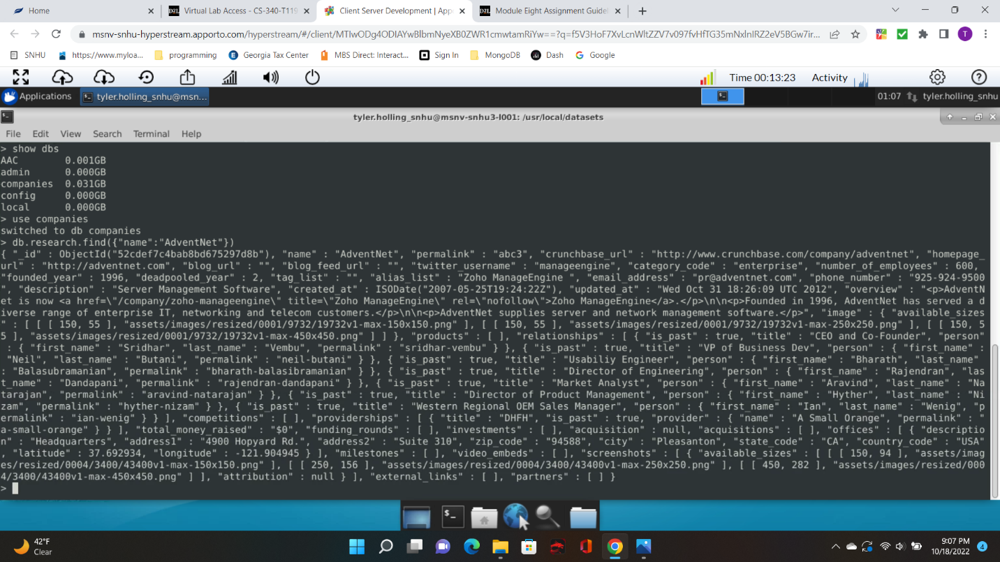 Home
Virtual Lab Access - CS-340-T119
Client Server Development | Appo
Module Eight Assignment Guidel
msnv-snhu-hyperstream.apporto.com/hyperstream/#/client/MTIwODg4ODIAYwBlbmNyeXB0ZWR1cmwtamRiYw==?q=f5V3HoF7XvLcnWltZZV7v097fvHfTG35mNxlnIRZ2eV5BGw7ir...
SNHU
https://www.myloa...
programming
Georgia Tax Center
MBS Direct: Interact...
Sign In
MongoDB
Dash
Google
Time 00:13:23
Activity
Applications
tyler.holling_snhu@msn...
01:07
tyler.holling_snhu
tyler.holling_snhu@msnv-snhu3-l001: /usr/local/datasets
File Edit View Search Terminal Help
> show dbs
AAC        0.001GB
admin      0.000GB
companies  0.031GB
config     0.000GB
local      0.000GB
> use companies
switched to db companies
> db.research.find({"name":"AdventNet"})
{ "_id" : ObjectId("52cdef7c4bab8bd675297d8b"), "name" : "AdventNet", "permalink" : "abc3", "crunchbase_url" : "http://www.crunchbase.com/company/adventnet", "homepage_
url" : "http://adventnet.com", "blog_url" : "", "blog_feed_url" : "", "twitter_username" : "manageengine", "category_code" : "enterprise", "number_of_employees" : 600,
"founded_year" : 1996, "deadpooled_year" : 2, "tag_list" : "", "alias_list" : "Zoho ManageEngine ", "email_address" : "pr@adventnet.com", "phone_number" : "925-924-9500
", "description" : "Server Management Software", "created_at" : ISODate("2007-05-25T19:24:22Z"), "updated_at" : "Wed Oct 31 18:26:09 UTC 2012", "overview" : "<p>AdventN
et is now <a href=\"/company/zoho-manageengine\" title=\"Zoho ManageEngine\" rel=\"nofollow\">Zoho ManageEngine</a>.</p>\n\n<p>Founded in 1996, AdventNet has served a d
iverse range of enterprise IT, networking and telecom customers.</p>\n\n<p>AdventNet supplies server and network management software.</p>", "image" : { "available_sizes
" : [ [ [ 150, 55 ], "assets/images/resized/0001/9732/19732v1-max-150x150.png" ], [ [ 150, 55 ], "assets/images/resized/0001/9732/19732v1-max-250x250.png" ], [ [ 150, 5
5 ], "assets/images/resized/0001/9732/19732v1-max-450x450.png" ] ] }, "products" : [ ], "relationships" : [ { "is_past" : true, "title" : "CEO and Co-Founder", "person"
: { "first_name" : "Sridhar", "last_name" : "Vembu", "permalink" : "sridhar-vembu" } }, { "is_past" : true, "title" : "VP of Business Dev", "person" : { "first_name" :
"Neil", "last_name" : "Butani", "permalink" : "neil-butani" } }, { "is_past" : true, "title" : "Usabiliy Engineer", "person" : { "first_name" : "Bharath", "last_name"
: "Balasubramanian", "permalink" : "bharath-balasibramanian" } }, { "is_past" : true, "title" : "Director of Engineering", "person" : { "first_name" : "Rajendran", "las
t_name" : "Dandapani", "permalink" : "rajendran-dandapani" } }, { "is_past" : true, "title" : "Market Analyst", "person" : { "first_name" : "Aravind", "last_name" : "Na
tarajan", "permalink" : "aravind-natarajan" } }, { "is_past" : true, "title" : "Director of Product Management", "person" : { "first_name" : "Hyther", "last_name" : "Ni
zam", "permalink" : "hyther-nizam" } }, { "is_past" : true, "title" : "Western Regional OEM Sales Manager", "person" : { "first_name" : "Ian", "last_name" : "Wenig", "p
ermalink" : "ian-wenig" } } ], "competitions" : [ ], "providerships" : [ { "title" : "DHFH", "is_past" : true, "provider" : { "name" : "A Small Orange", "permalink" : "
a-small-orange" } } ], "total_money_raised" : "$0", "funding_rounds" : [ ], "investments" : [ ], "acquisition" : null, "acquisitions" : [ ], "offices" : [ { "descriptio
n" : "Headquarters", "address1" : "4900 Hopyard Rd.", "address2" : "Suite 310", "zip_code" : "94588", "city" : "Pleasanton", "state_code" : "CA", "country_code" : "USA"
, "latitude" : 37.692934, "longitude" : -121.904945 } ], "milestones" : [ ], "video_embeds" : [ ], "screenshots" : [ { "available_sizes" : [ [ [ 150, 94 ], "assets/imag
es/resized/0004/3400/43400v1-max-150x150.png" ], [ [ 250, 156 ], "assets/images/resized/0004/3400/43400v1-max-250x250.png" ], [ [ 450, 282 ], "assets/images/resized/000
4/3400/43400v1-max-450x450.png" ] ], "attribution" : null } ], "external_links" : [ ], "partners" : [ ] }
>
42°F
Clear
9:07 PM
10/18/2022
4